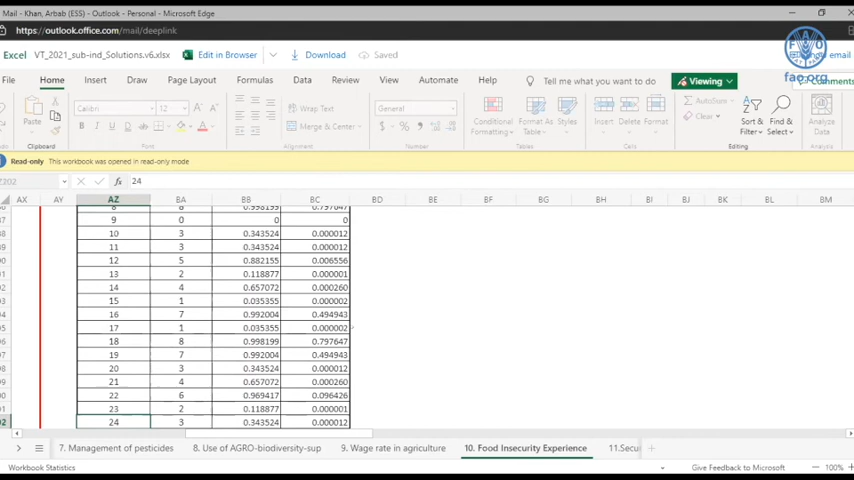 Mail - Khan, Arbab (ESS) - Outlook - Personal - Microsoft Edge
https://outlook.office.com/mail/deeplink
Excel VT_2021_sub-ind_Solutions.v6.xlsx Edit in Browser Download Saved email
FAO
fao.org
File Home Insert Draw Page Layout Formulas Data Review View Automate Help Tell me what you want to do Viewing Comments
Calibri 12 A A Wrap Text General AutoSum
Paste B I U D A Merge & Center $ % Clear
Conditional Formatting Format As Table Styles Insert Delete Format Sort & Filter Find & Select Analyze Data
Clipboard Font Alignment Number Tables Cells Editing
Read-only This workbook was opened in read-only mode
Z202 fx 24
AX AY AZ BA BB BC BD BE BF BG BH BI BJ BK BL BM
8 8 0.998199 0.797647
9 0 0 0
10 3 0.343524 0.000012
11 3 0.343524 0.000012
12 5 0.882155 0.006556
13 2 0.118877 0.000001
14 4 0.657072 0.000260
15 1 0.035355 0.000002
16 7 0.992004 0.494943
17 1 0.035355 0.000002
18 8 0.998199 0.797647
19 7 0.992004 0.494943
20 3 0.343524 0.000012
21 4 0.657072 0.000260
22 6 0.969417 0.096426
23 2 0.118877 0.000001
24 3 0.343524 0.000012
7. Management of pesticides 8. Use of AGRO-biodiversity-sup 9. Wage rate in agriculture 10. Food Insecurity Experience 11.Secu
Workbook Statistics Give Feedback to Microsoft 100%